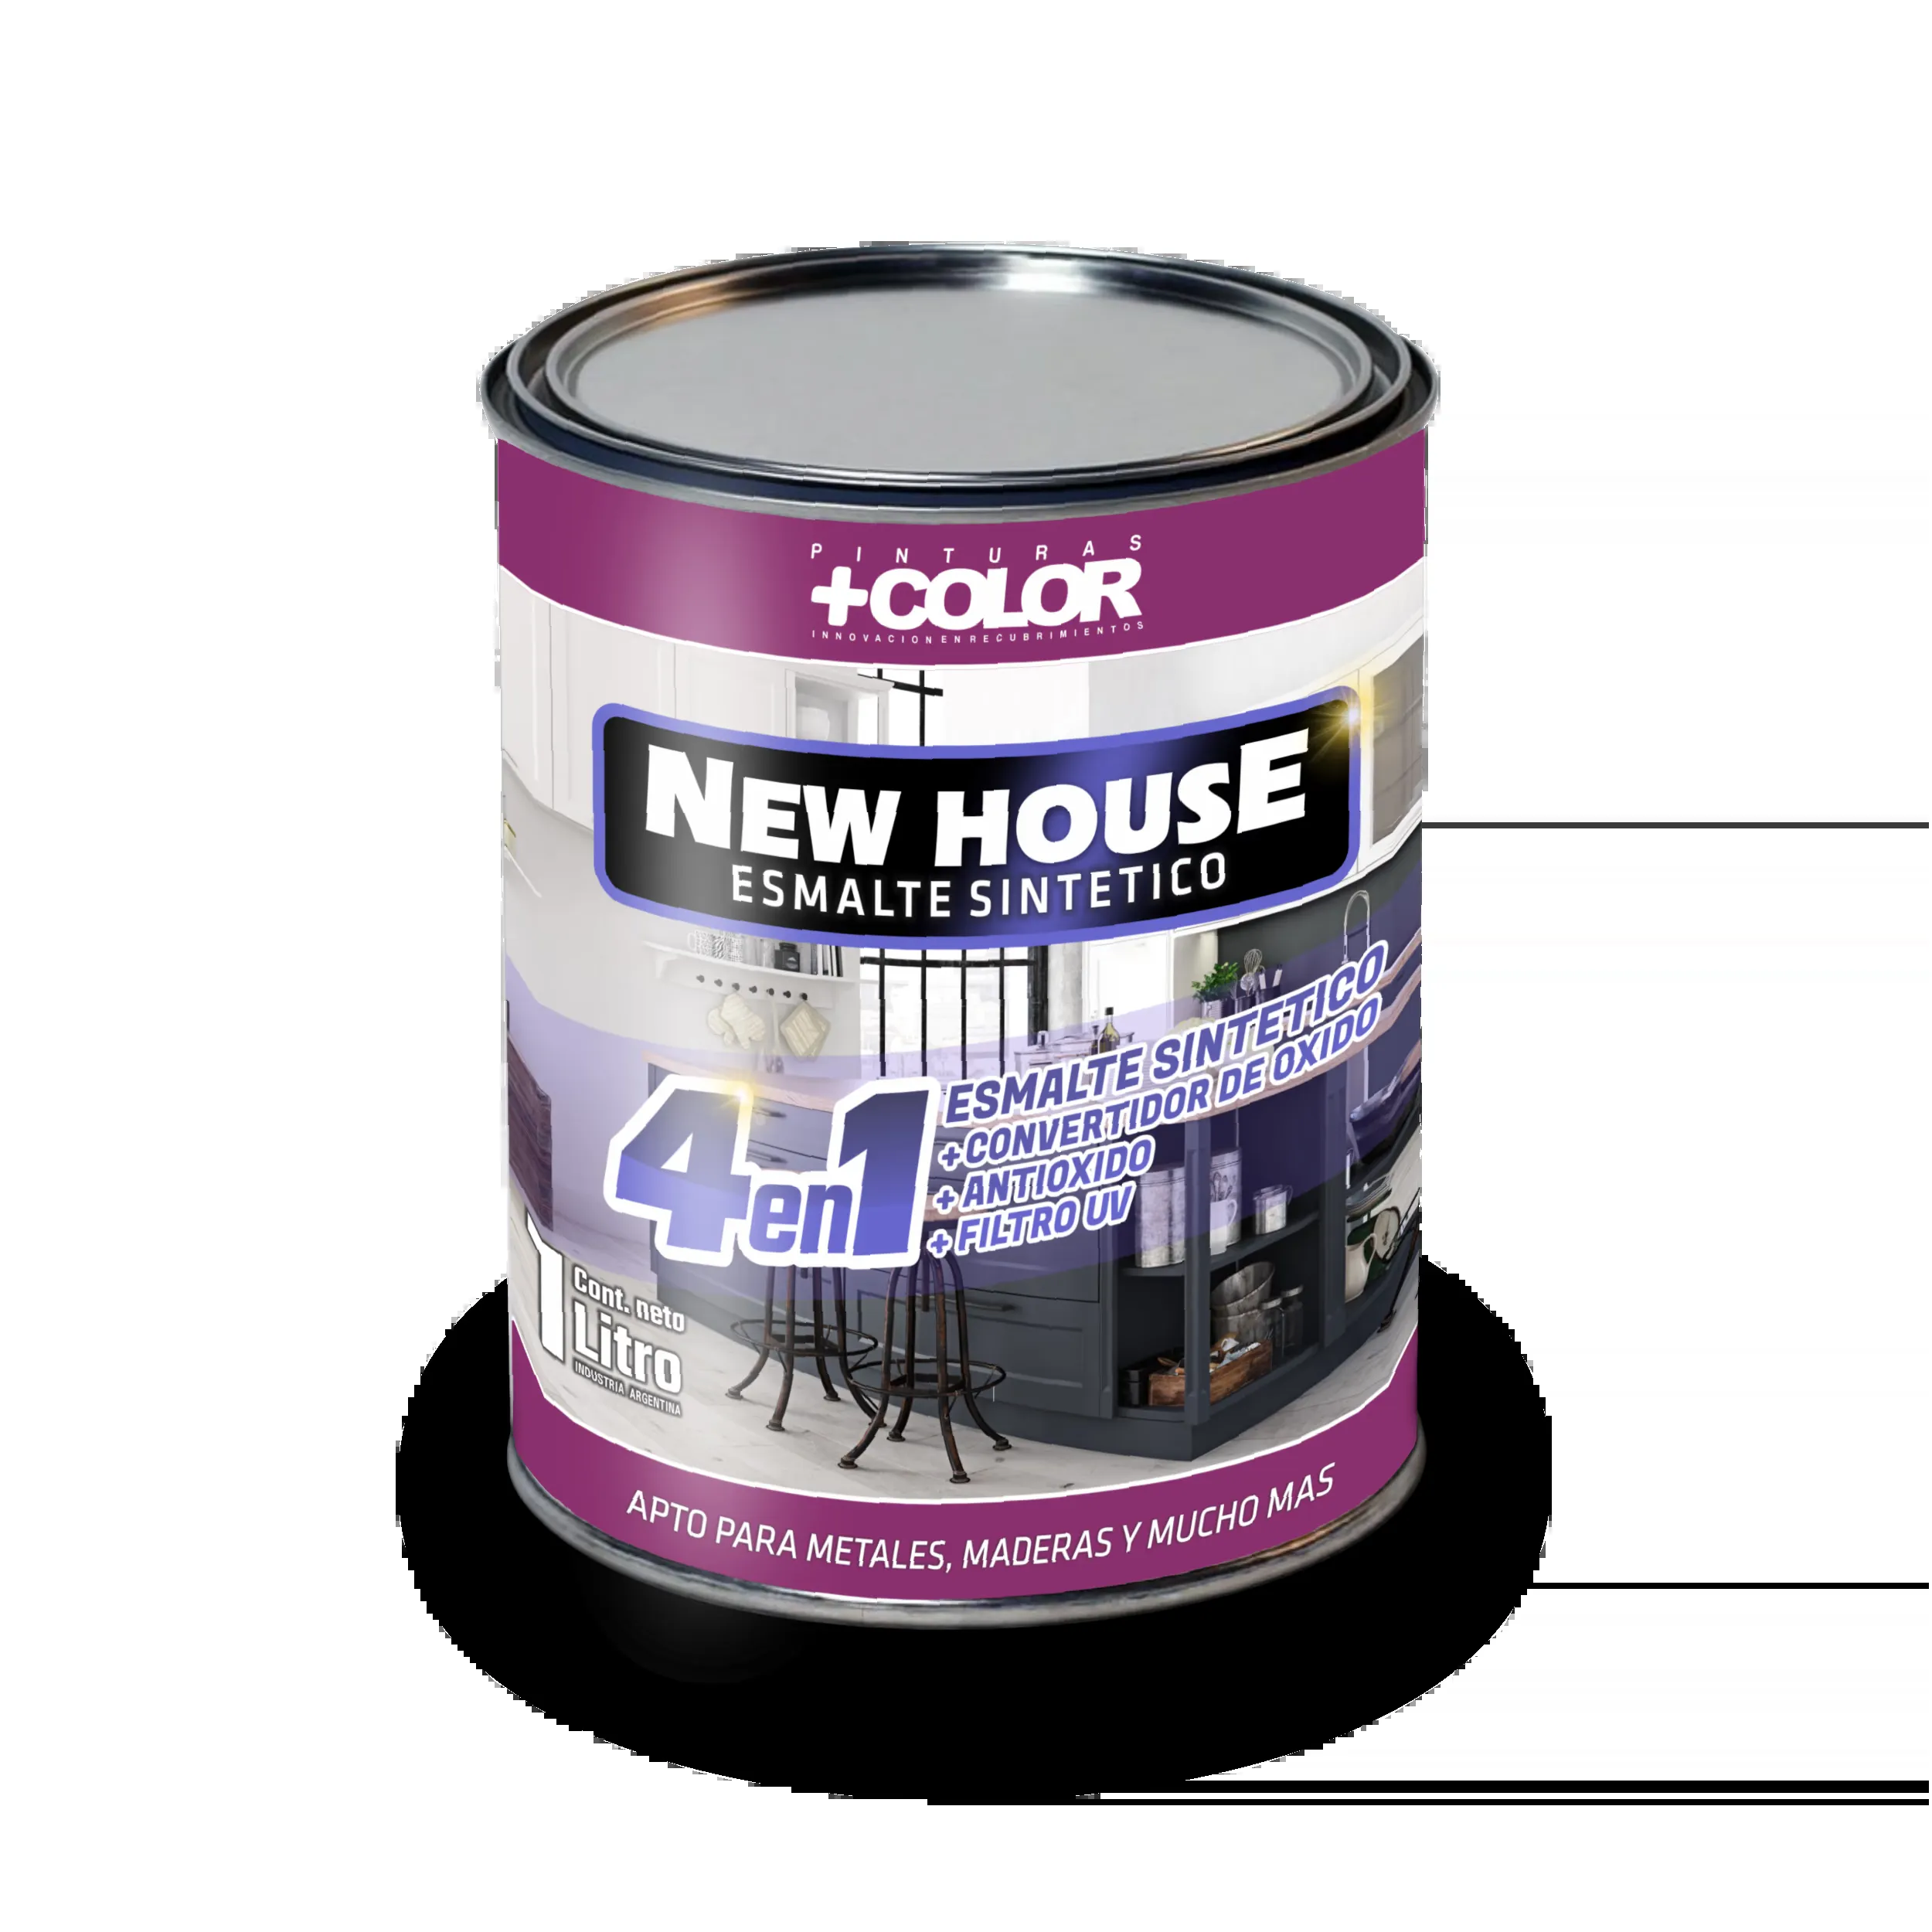 PINTURAS
+COLOR
INNOVACION EN RECUBRIMIENTOS
NEW HOUSE
ESMALTE SINTETICO
4en1
ESMALTE SINTETICO
+CONVERTIDOR DE OXIDO
+ ANTIOXIDO
+ FILTRO UV
1 Cont. neto
Litro
INDUSTRIA ARGENTINA
APTO PARA METALES, MADERAS Y MUCHO MAS